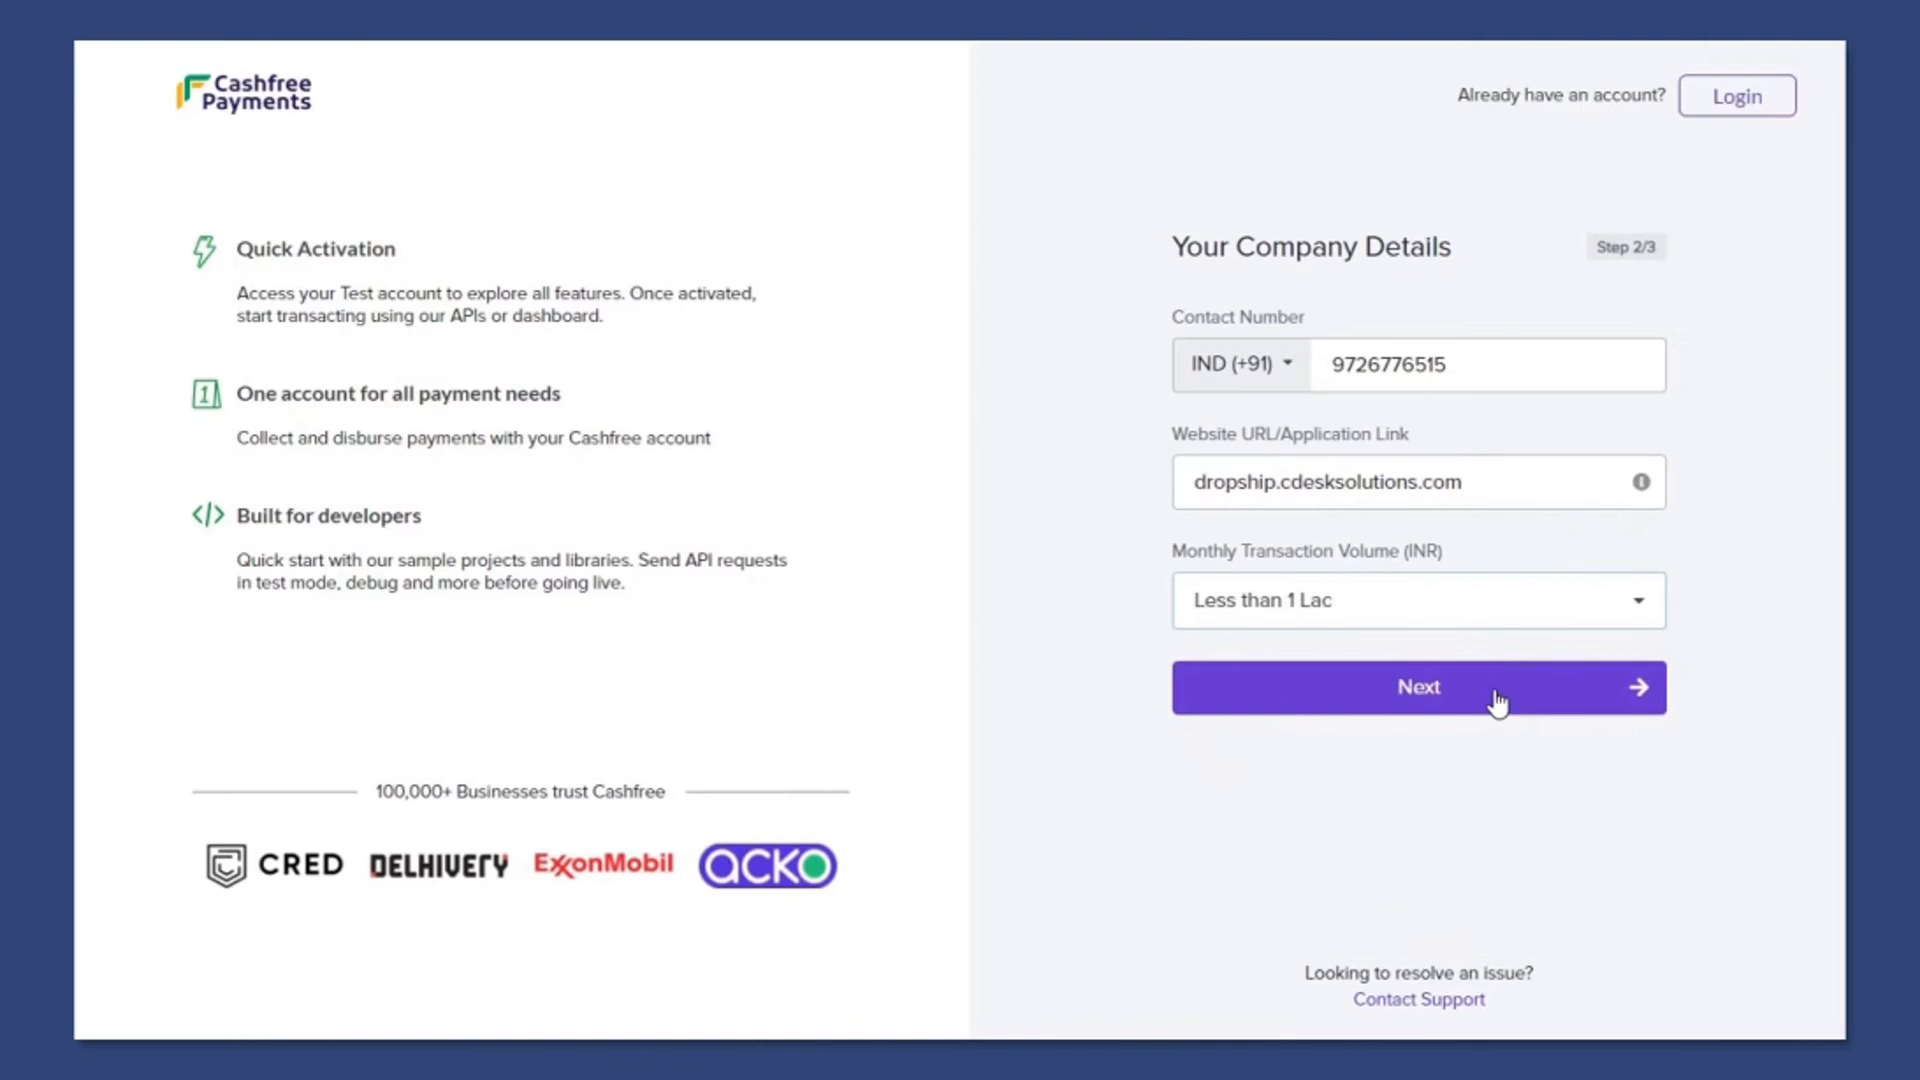 Cashfree
Payments
Already have an account?
Login
Quick Activation
Access your Test account to explore all features. Once activated,
start transacting using our APIs or dashboard.
1
One account for all payment needs
Collect and disburse payments with your Cashfree account
</> Built for developers
Quick start with our sample projects and libraries. Send API requests
in test mode, debug and more before going live.
100,000+ Businesses trust Cashfree
CRED
DELHIVERY
ExxonMobil
ACKO
Your Company Details
Step 2/3
Contact Number
IND (+91)
9726776515
Website URL/Application Link
dropship.cdesksolutions.com
Monthly Transaction Volume (INR)
Less than 1 Lac
Next
Looking to resolve an issue?
Contact Support